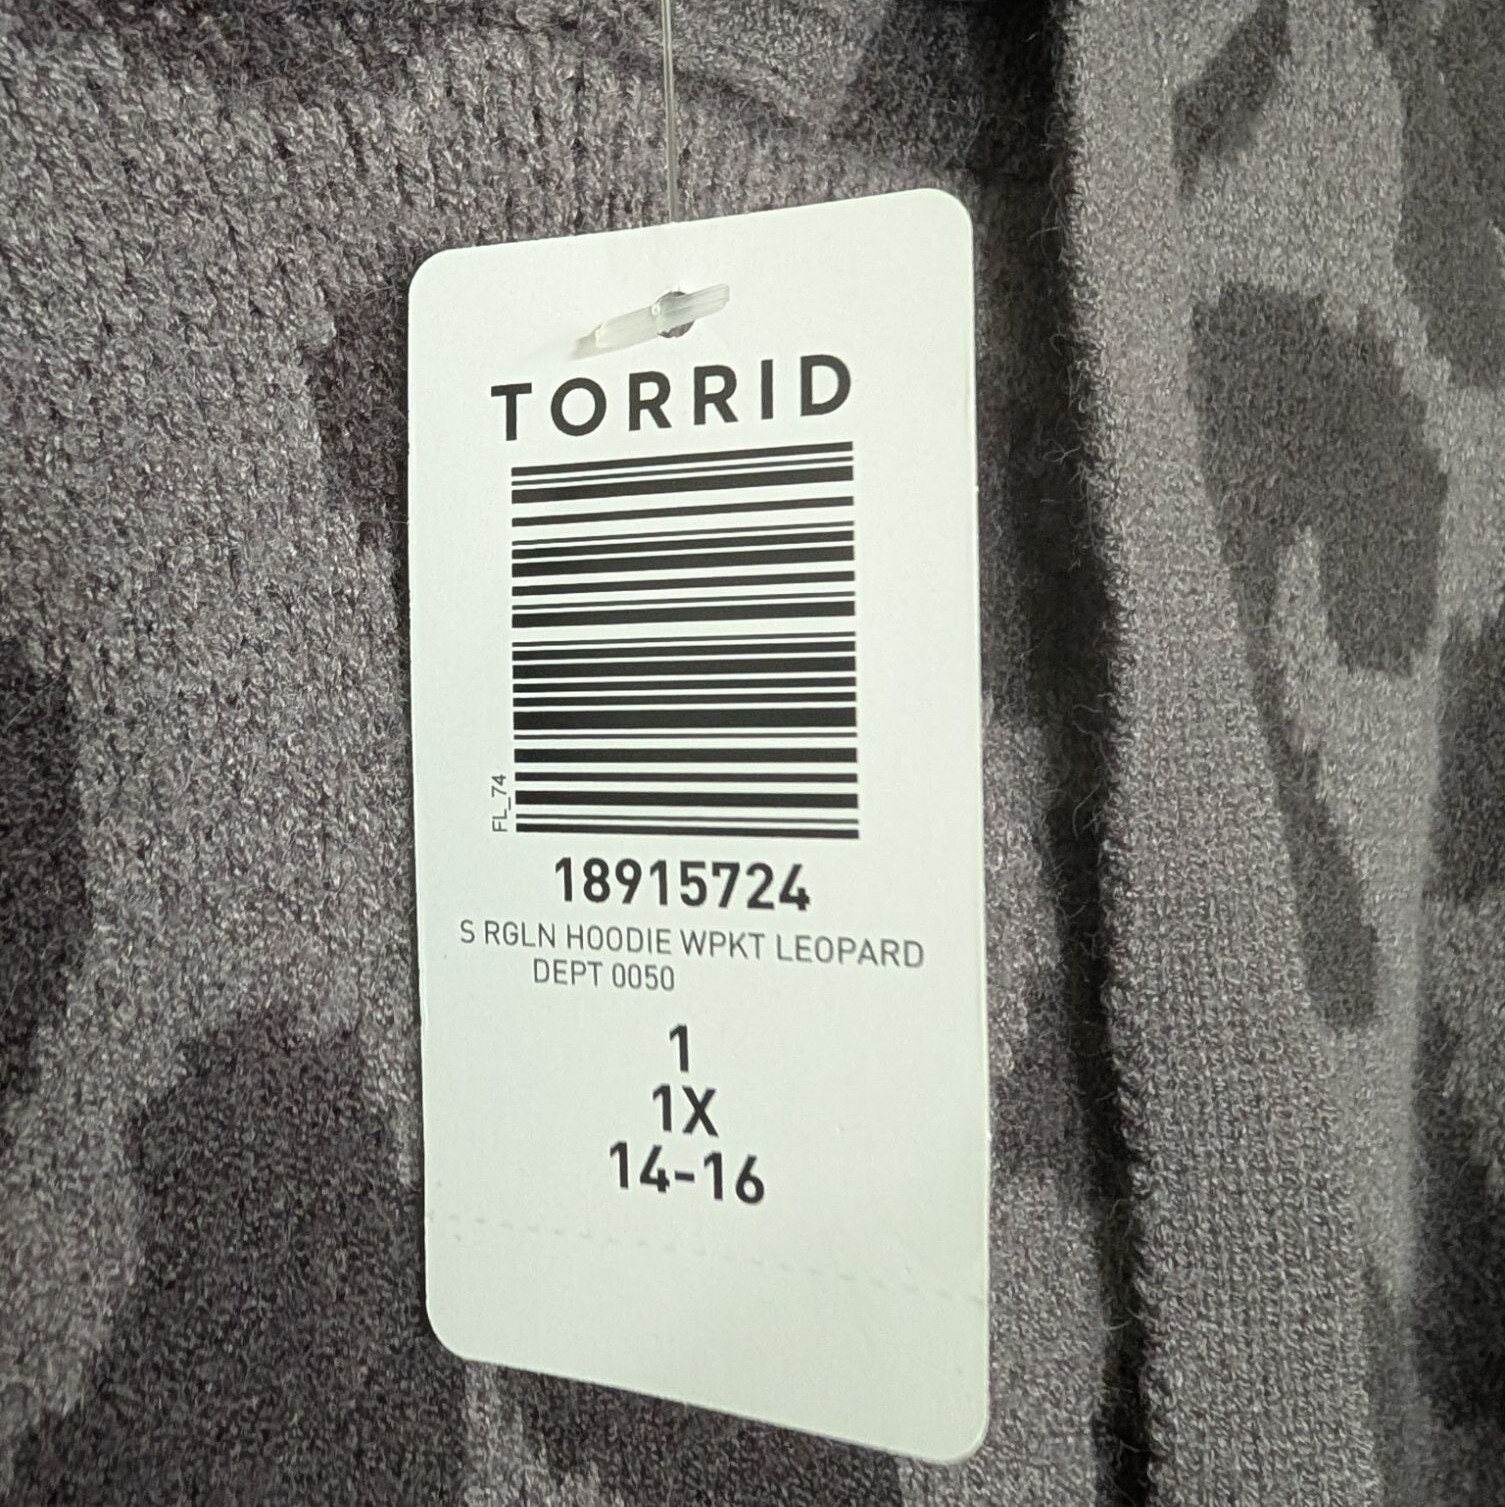 TORRID
FL_74
18915724
S RGLN HOODIE WPKT LEOPARD
DEPT 0050
1
1X
14-16